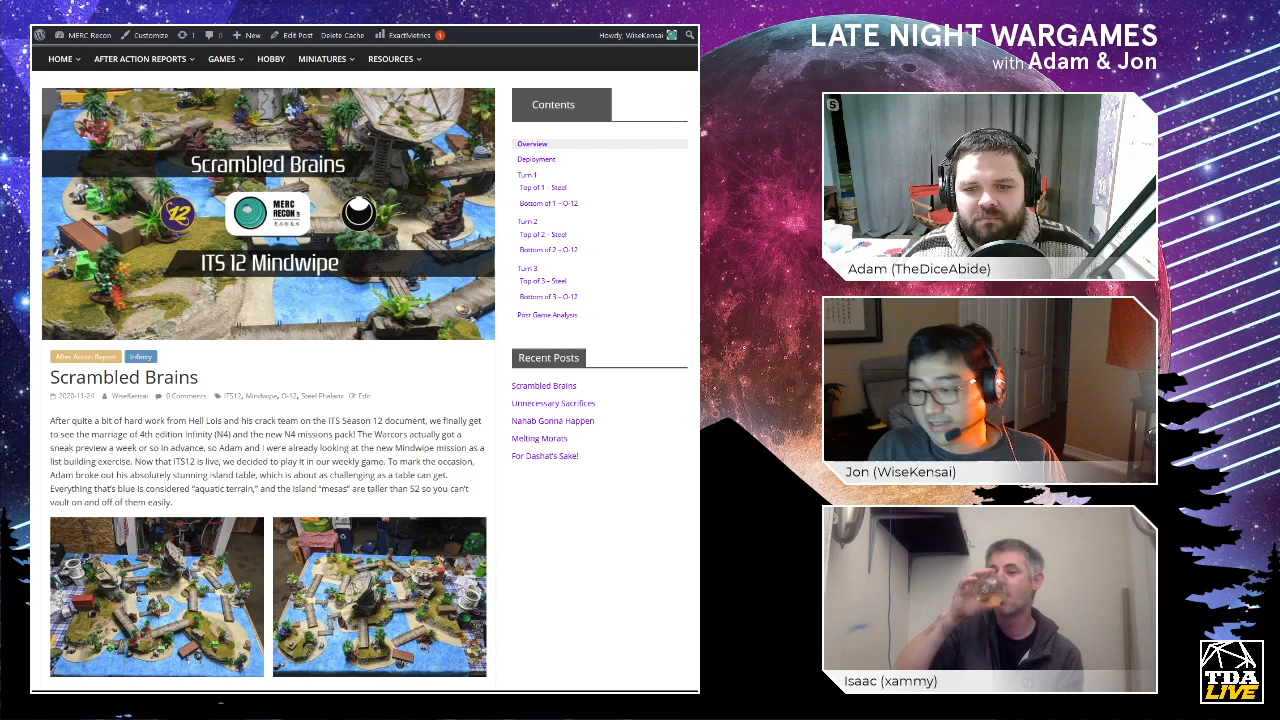 MERC Recon
Customize
1
0
New
Edit Post
Delete Cache
ExactMetrics
1
Howdy, WiseKensai
HOME
AFTER ACTION REPORTS
GAMES
HOBBY
MINIATURES
RESOURCES
Scrambled Brains
12
MERC
RECON
ITS 12 Mindwipe
After Action Report
Infinity
Scrambled Brains
2020-11-24
WiseKensai
0 Comments
ITS12, Mindwipe, O-12, Steel Phalanx
Edit
After quite a bit of hard work from Hell Lois and his crack team on the ITS Season 12 document, we finally get
to see the marriage of 4th edition Infinity (N4) and the new N4 missions pack! The Warcors actually got a
sneak preview a week or so in advance, so Adam and I were already looking at the new Mindwipe mission as a
list building exercise. Now that ITS12 is live, we decided to play it in our weekly game. To mark the occasion,
Adam broke out his absolutely stunning island table, which is about as challenging as a table can get.
Everything that's blue is considered "aquatic terrain," and the island "mesas" are taller than S2 so you can't
vault on and off of them easily.
Contents
Overview
Deployment
Turn 1
Top of 1 – Steel
Bottom of 1 – O-12
Turn 2
Top of 2 – Steel
Bottom of 2 – O-12
Turn 3
Top of 3 – Steel
Bottom of 3 – O-12
Post Game Analysis
Recent Posts
Scrambled Brains
Unnecessary Sacrifices
Nahab Gonna Happen
Melting Morats
For Dashat's Sake!
LATE NIGHT WARGAMES
with Adam & Jon
Adam (TheDiceAbide)
Jon (WiseKensai)
Isaac (xammy)
TDA
LIVE